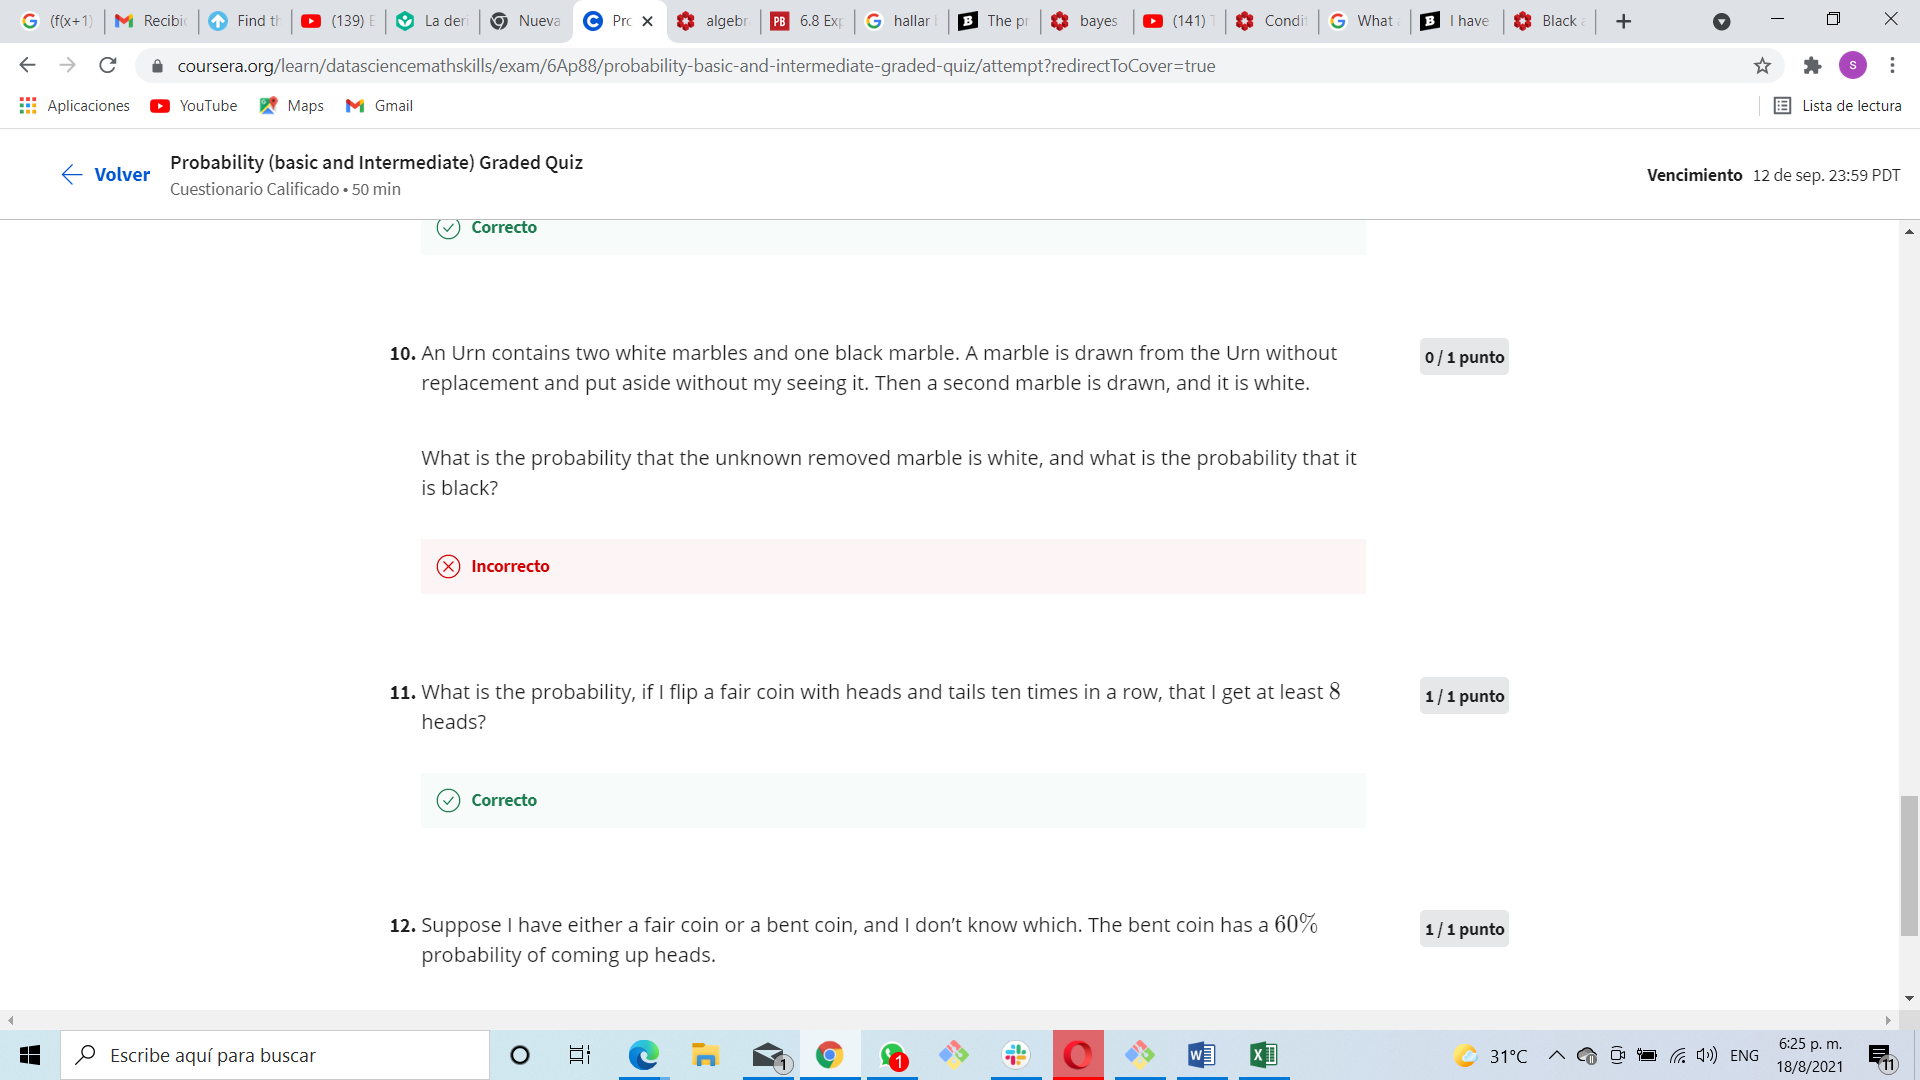 (f(x+1)
Recibi
Find th
(139) E
La deri
Nueva
Prc
algebr
6.8 Exp
hallar l
The pr
bayes
(141) T
Condit
What a
I have
Black a
coursera.org/learn/datasciencemathskills/exam/6Ap88/probability-basic-and-intermediate-graded-quiz/attempt?redirectToCover=true
S
Aplicaciones
YouTube
Maps
Gmail
Lista de lectura
Volver
Probability (basic and Intermediate) Graded Quiz
Cuestionario Calificado • 50 min
Vencimiento 12 de sep. 23:59 PDT
Correcto
10. An Urn contains two white marbles and one black marble. A marble is drawn from the Urn without
replacement and put aside without my seeing it. Then a second marble is drawn, and it is white.
0 / 1 punto
What is the probability that the unknown removed marble is white, and what is the probability that it
is black?
Incorrecto
11. What is the probability, if I flip a fair coin with heads and tails ten times in a row, that I get at least 8
heads?
1 / 1 punto
Correcto
12. Suppose I have either a fair coin or a bent coin, and I don't know which. The bent coin has a 60%
probability of coming up heads.
1 / 1 punto
Escribe aquí para buscar
1
1
31°C
ENG
6:25 p. m.
18/8/2021
11